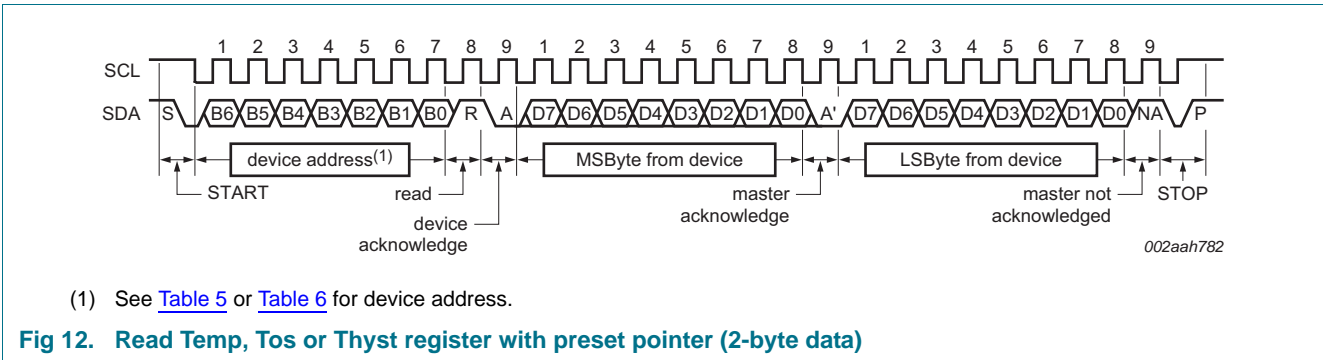 1 2 3 4 5 6 7 8 9 1 2 3 4 5 6 7 8 9 1 2 3 4 5 6 7 8 9
SCL
SDA S B6 B5 B4 B3 B2 B1 B0 R A D7 D6 D5 D4 D3 D2 D1 D0 A' D7 D6 D5 D4 D3 D2 D1 D0 NA P
device address(1) MSByte from device LSByte from device
START read master master not STOP
device acknowledge acknowledged
acknowledge
002aah782
(1) See Table 5 or Table 6 for device address.
Fig 12. Read Temp, Tos or Thyst register with preset pointer (2-byte data)